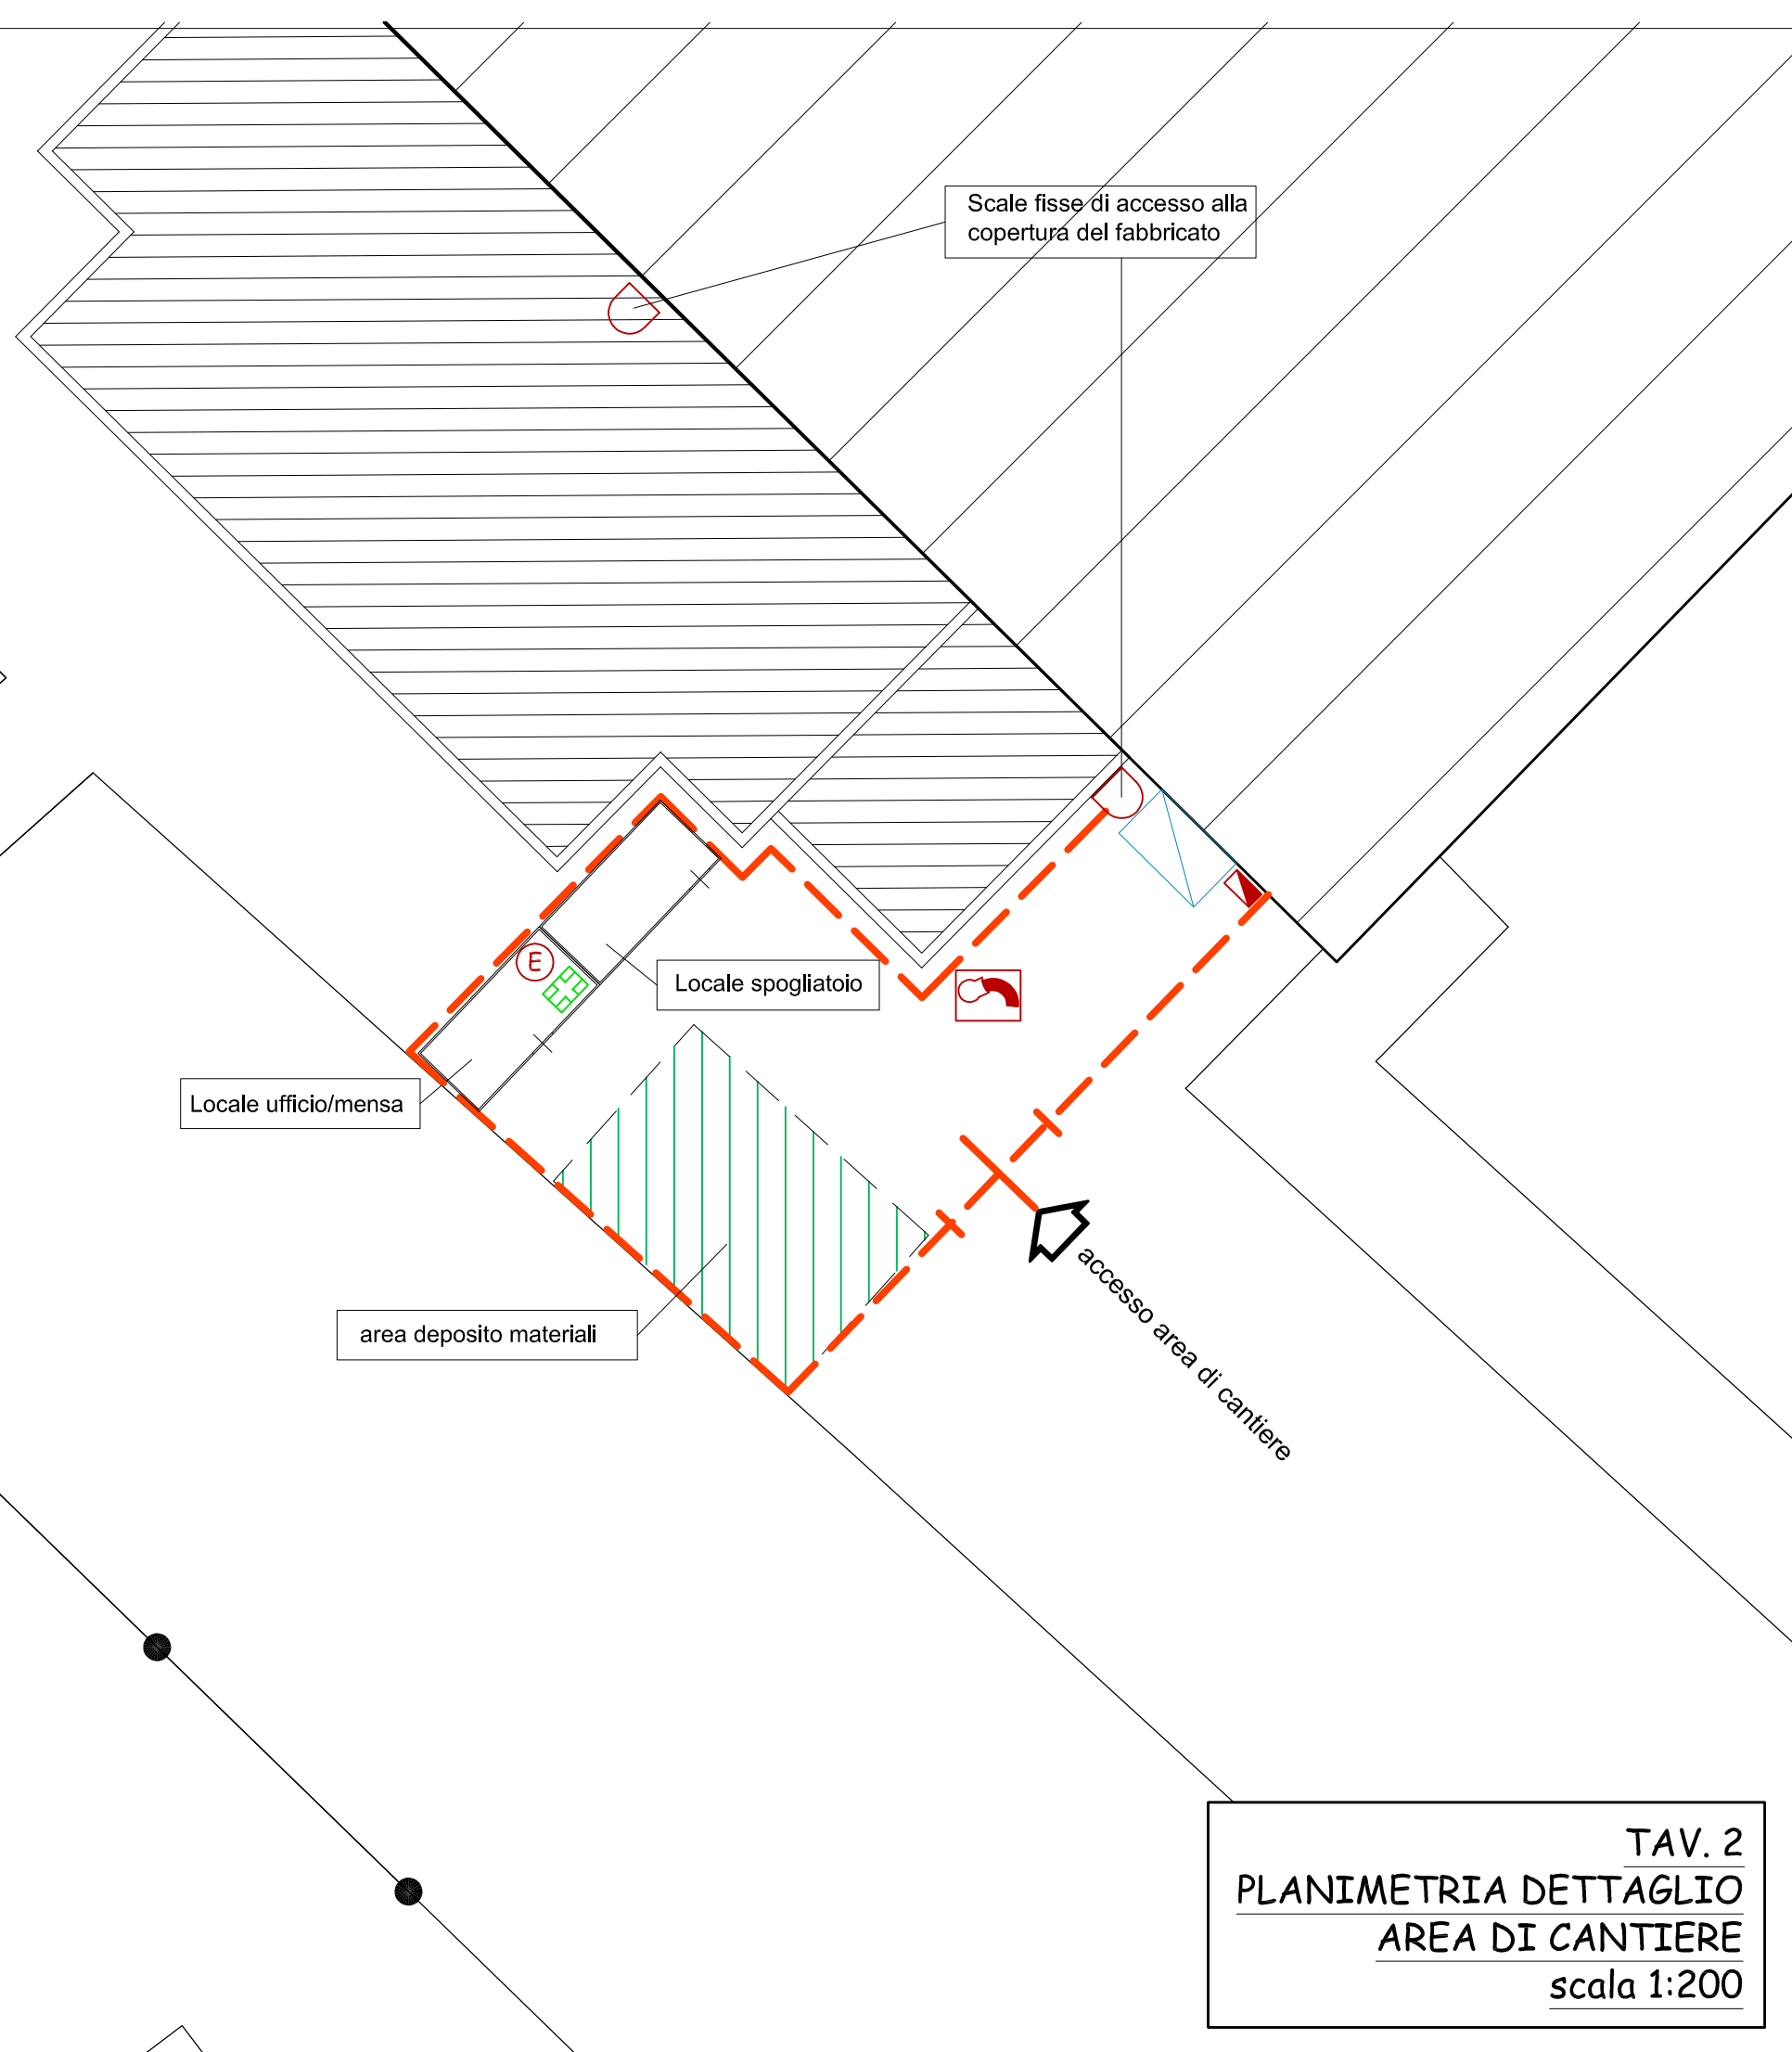 Scale fisse di accesso alla
copertura del fabbricato
E
Locale spogliatoio
Locale ufficio/mensa
area deposito materiali
accesso area di cantiere
TAV. 2
PLANIMETRIA DETTAGLIO
AREA DI CANTIERE
scala 1:200